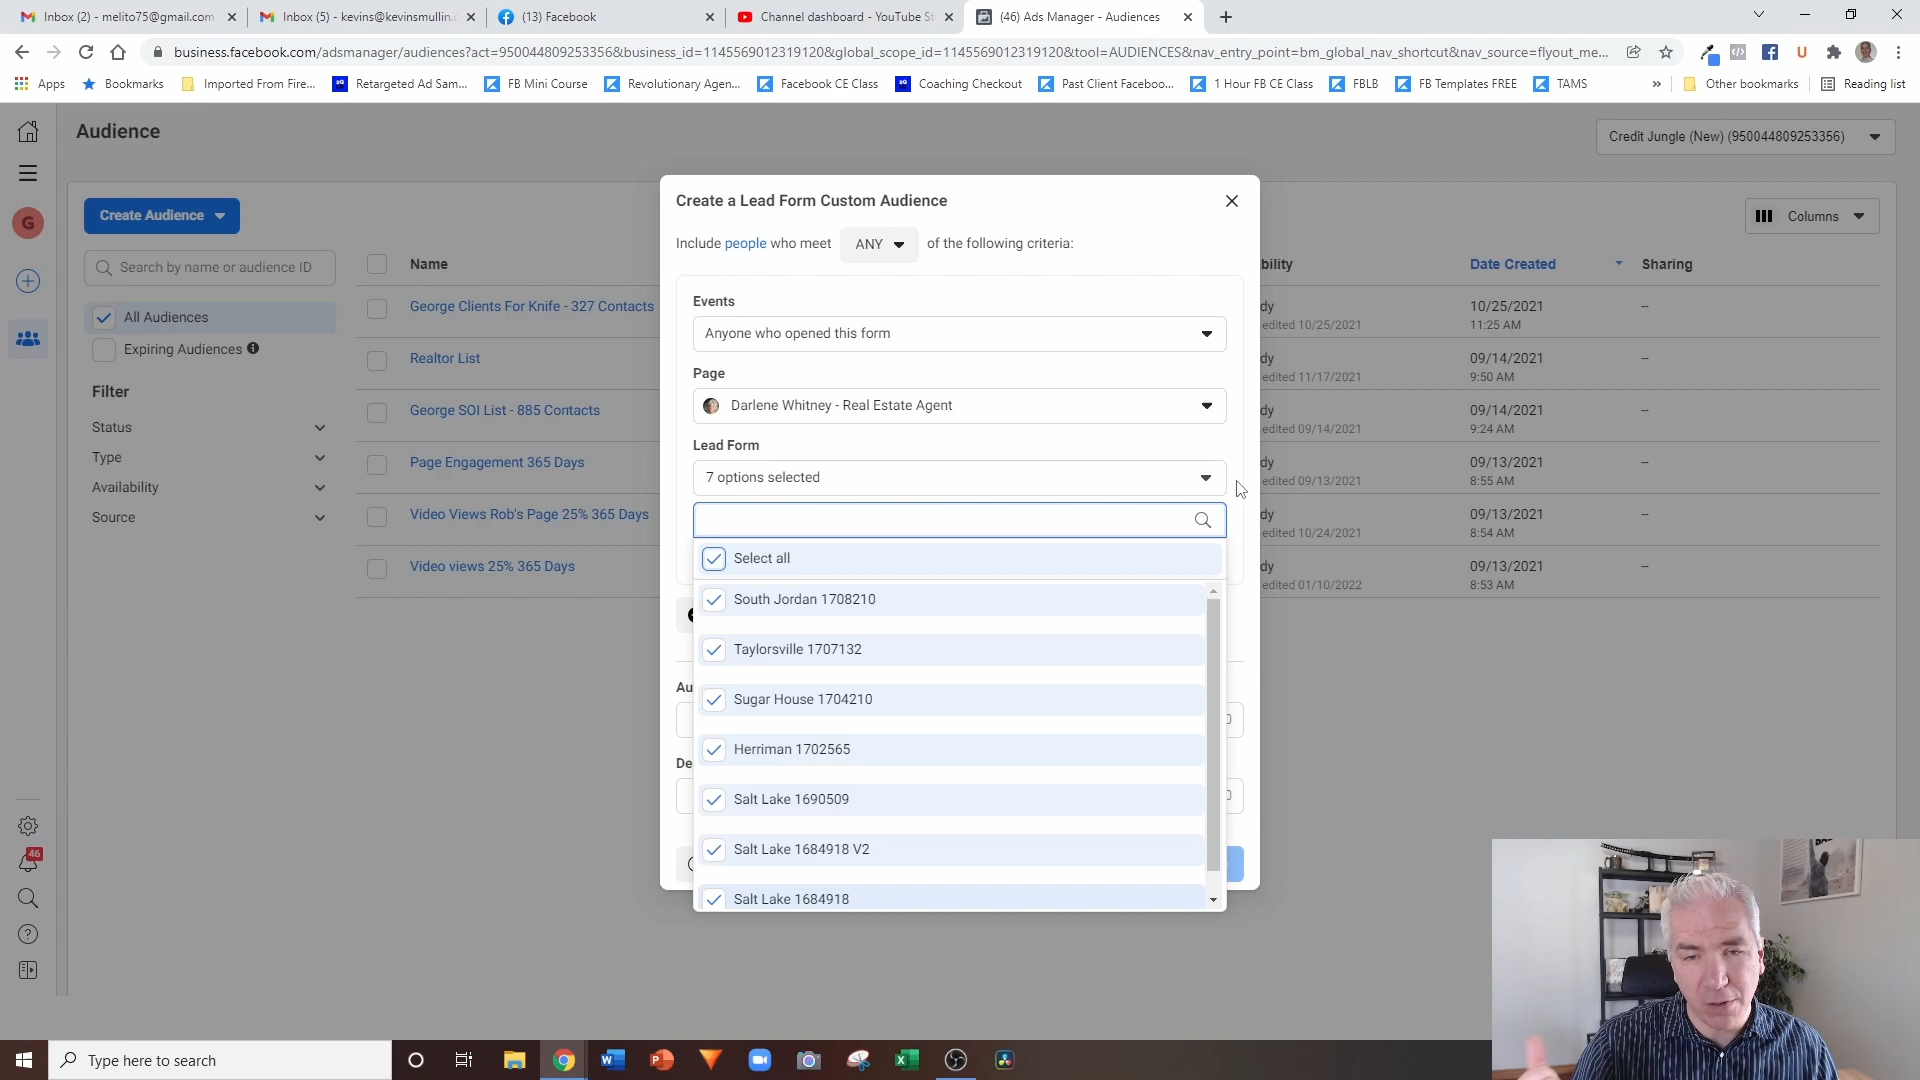 Inbox (2) - melito75@gmail.com
Inbox (5) - kevins@kevinsmullin.c
(13) Facebook
Channel dashboard - YouTube St
(46) Ads Manager - Audiences
business.facebook.com/adsmanager/audiences?act=950044809253356&business_id=1145569012319120&global_scope_id=1145569012319120&tool=AUDIENCES&nav_entry_point=bm_global_nav_shortcut&nav_source=flyout_me...
Apps
Bookmarks
Imported From Fire...
Retargeted Ad Sam...
FB Mini Course
Revolutionary Agen...
Facebook CE Class
Coaching Checkout
Past Client Faceboo...
1 Hour FB CE Class
FBLB
FB Templates FREE
TAMS
»
Other bookmarks
Reading list
Audience
Credit Jungle (New) (950044809253356)
G
Create Audience
Columns
Search by name or audience ID
All Audiences
Expiring Audiences
Filter
Status
Type
Availability
Source
Name
bility
Date Created
Sharing
George Clients For Knife - 327 Contacts
dy
edited 10/25/2021
10/25/2021
11:25 AM
--
Realtor List
dy
edited 11/17/2021
09/14/2021
9:50 AM
--
George SOI List - 885 Contacts
dy
edited 09/14/2021
09/14/2021
9:24 AM
--
Page Engagement 365 Days
dy
edited 09/13/2021
09/13/2021
8:55 AM
--
Video Views Rob's Page 25% 365 Days
dy
edited 10/24/2021
09/13/2021
8:54 AM
--
Video views 25% 365 Days
dy
edited 01/10/2022
09/13/2021
8:53 AM
--
Create a Lead Form Custom Audience
Include people who meet ANY of the following criteria:
Events
Anyone who opened this form
Page
Darlene Whitney - Real Estate Agent
Lead Form
7 options selected
Select all
South Jordan 1708210
Taylorsville 1707132
Sugar House 1704210
Herriman 1702565
Salt Lake 1690509
Salt Lake 1684918 V2
Salt Lake 1684918
Au
De
46
Type here to search